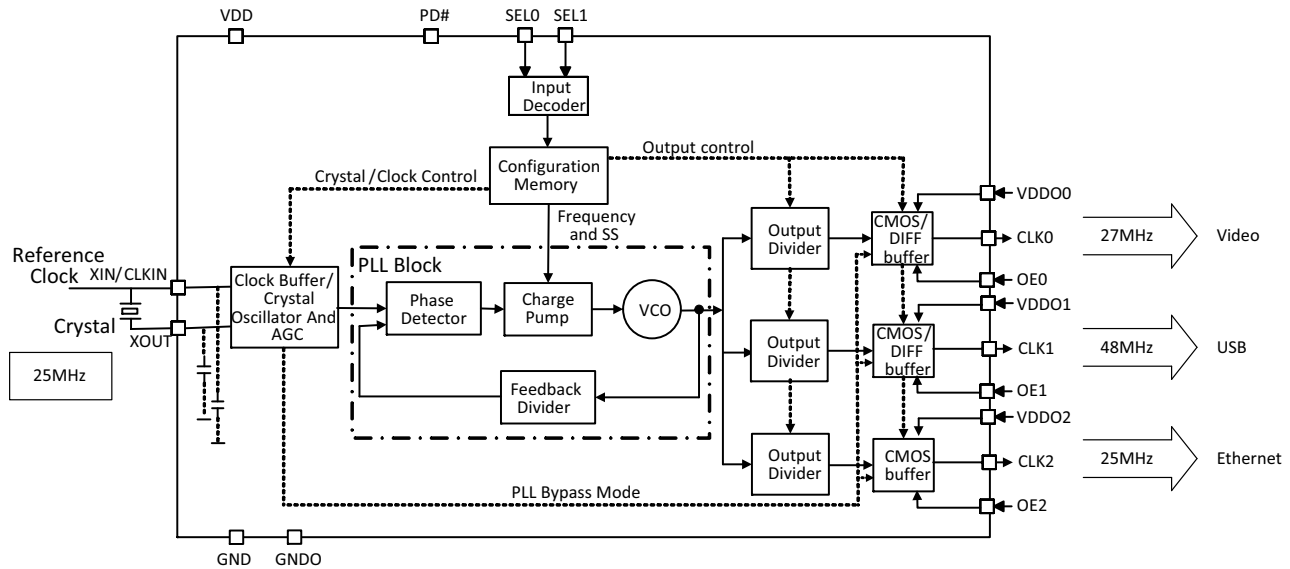 VDD
PD#
SEL0
SEL1
Input
Decoder
Configuration
Memory
Output control
Crystal /Clock Control
Frequency
and SS
Reference
Clock
XIN/ CLKIN
Crystal
XOUT
25MHz
Clock Buffer/
Crystal
Oscillator And
AGC
PLL Block
Phase
Detector
Charge
Pump
VCO
Feedback
Divider
PLL Bypass Mode
Output
Divider
Output
Divider
Output
Divider
CMOS/
DIFF
buffer
CMOS/
DIFF
buffer
CMOS
buffer
VDDO0
CLK0
OE0
VDDO1
CLK1
OE1
VDDO2
CLK2
OE2
27MHz
Video
48MHz
USB
25MHz
Ethernet
GND
GNDO